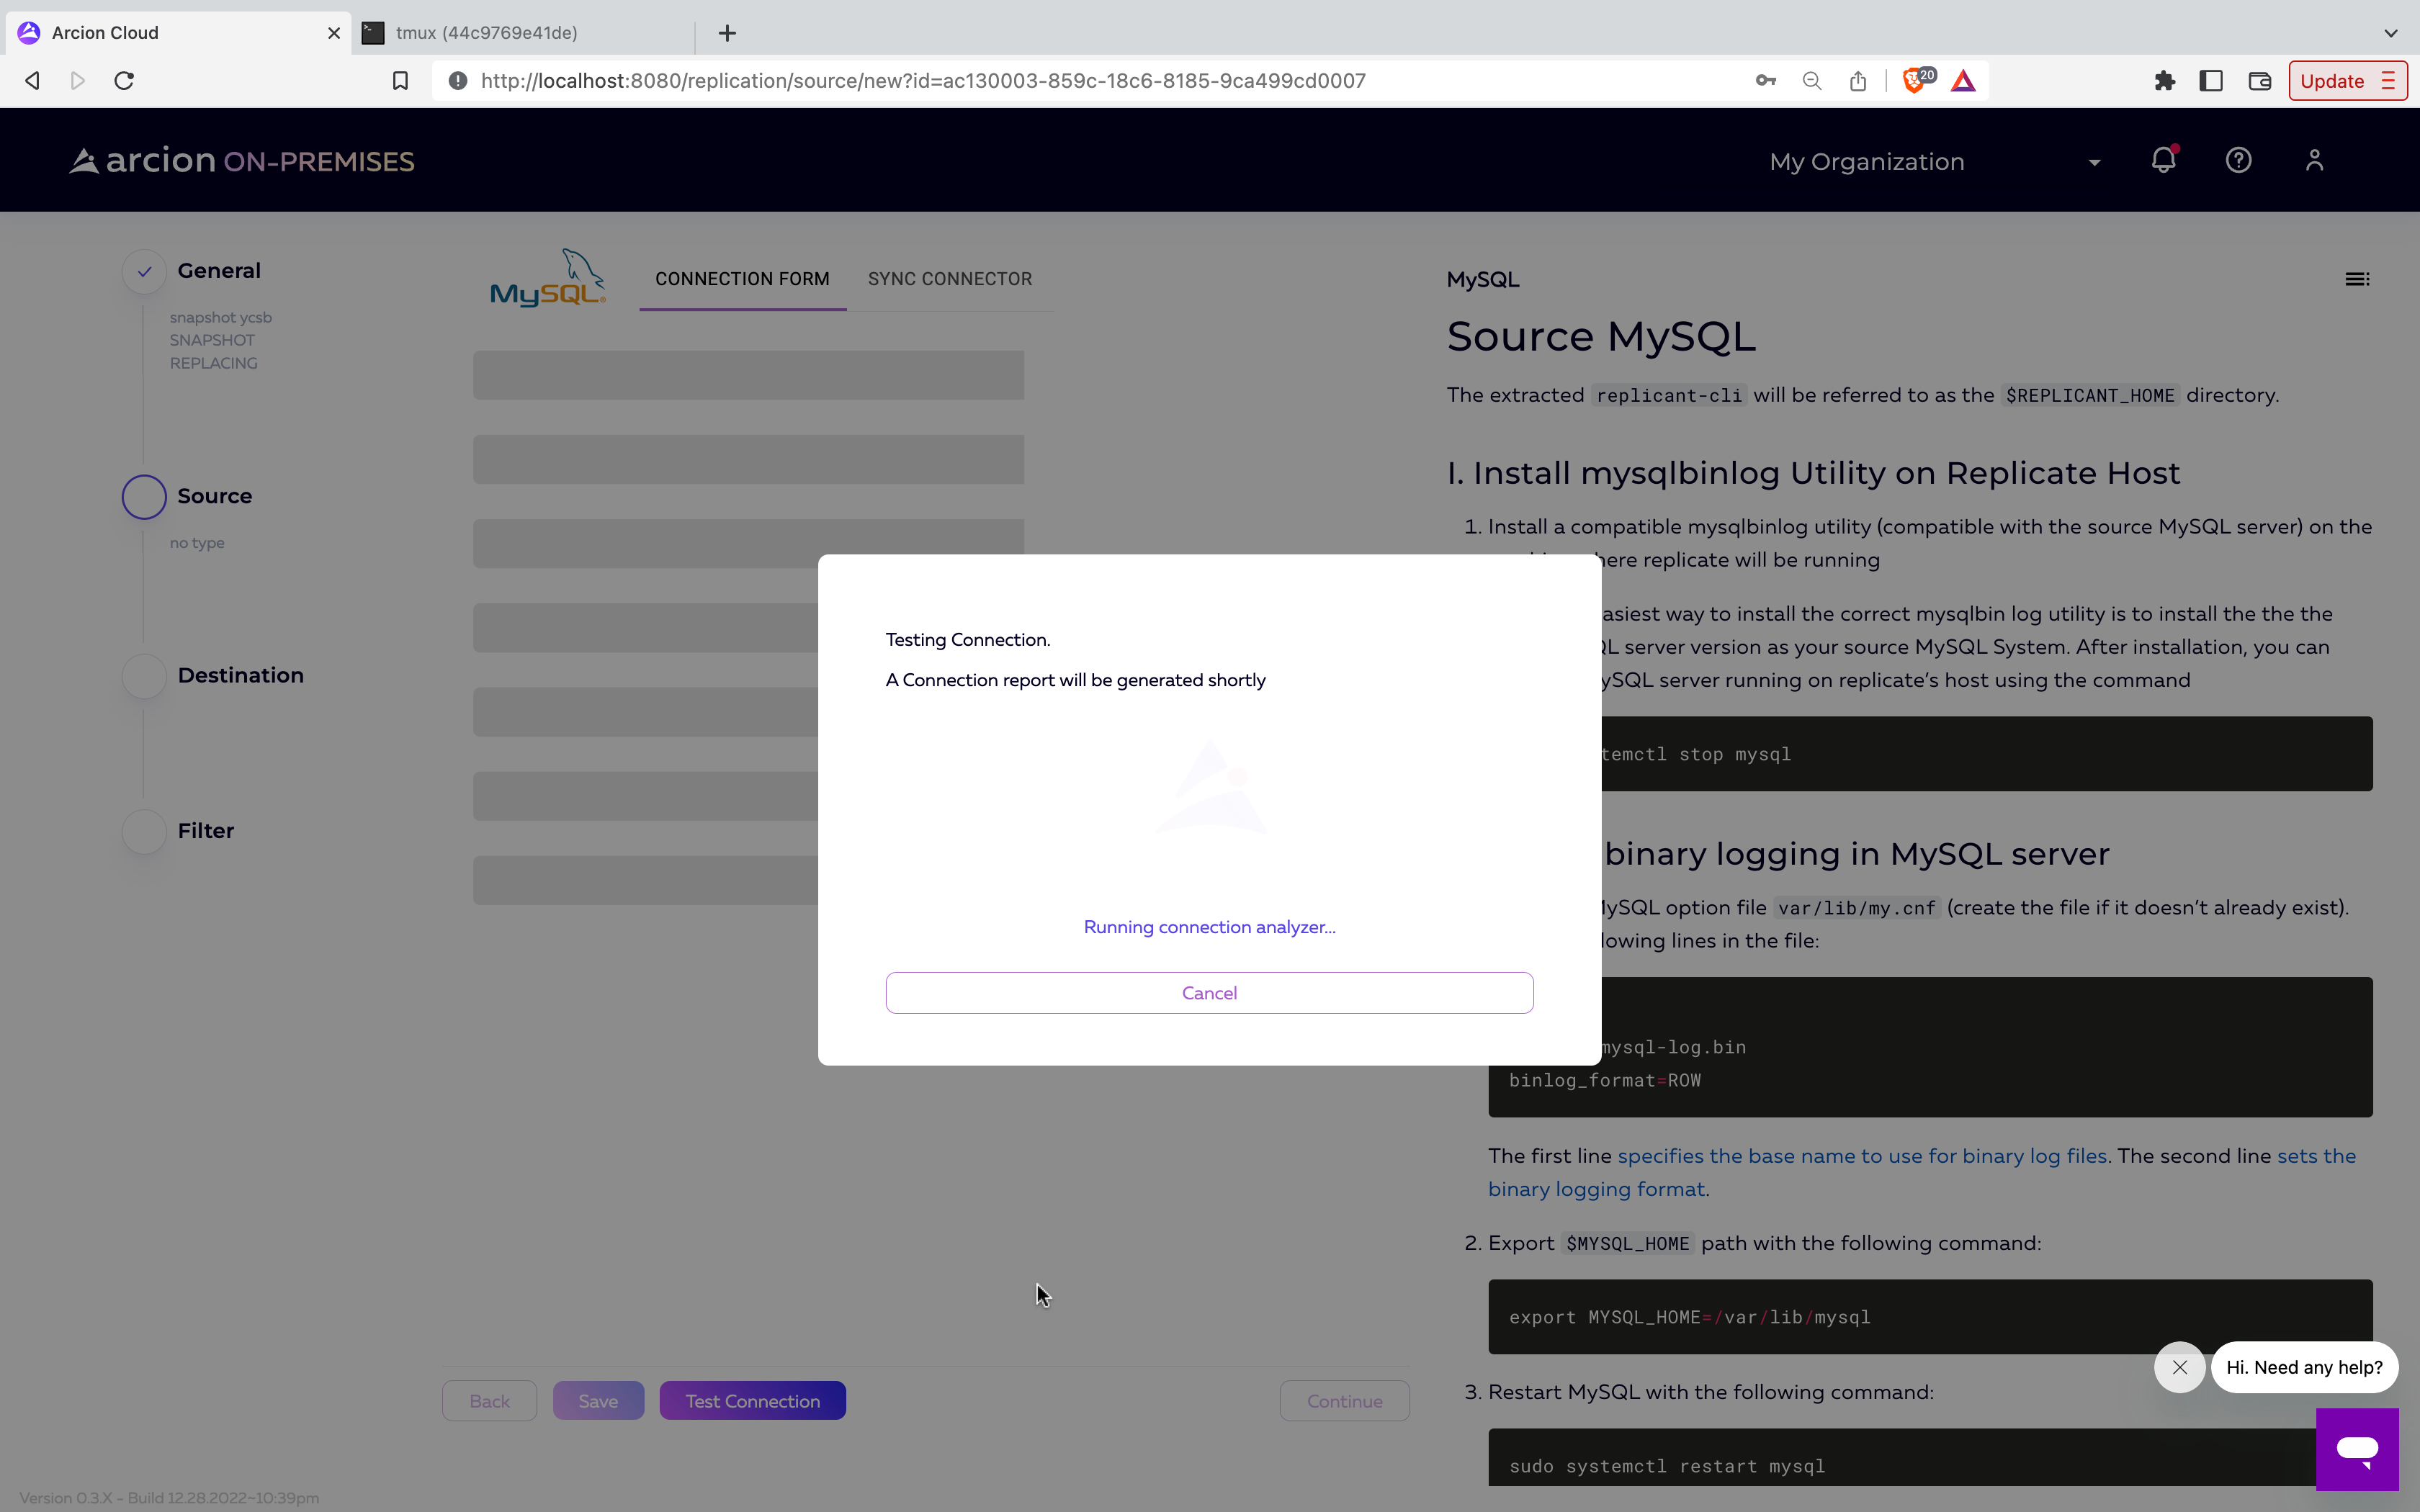 Arcion Cloud
tmux (44c9769e41de)
http://localhost:8080/replication/source/new?id=ac130003-859c-18c6-8185-9ca499cd0007
20
Update
arcion ON-PREMISES
My Organization
General
snapshot ycsb
SNAPSHOT
REPLACING
Source
no type
Destination
Filter
MySQL
CONNECTION FORM
SYNC CONNECTOR
Testing Connection.
A Connection report will be generated shortly
Running connection analyzer...
Cancel
Back
Save
Test Connection
Continue
MySQL
Source MySQL
The extracted replicant-cli will be referred to as the $REPLICANT_HOME directory.
I. Install mysqlbinlog Utility on Replicate Host
1. Install a compatible mysqlbinlog utility (compatible with the source MySQL server) on the
here replicate will be running
asiest way to install the correct mysqlbin log utility is to install the the the
QL server version as your source MySQL System. After installation, you can
ySQL server running on replicate's host using the command
temctl stop mysql
binary logging in MySQL server
MySQL option file var/lib/my.cnf (create the file if it doesn't already exist).
lowing lines in the file:
mysql-log.bin
binlog_format=ROW
The first line specifies the base name to use for binary log files. The second line sets the
binary logging format.
2. Export $MYSQL_HOME path with the following command:
export MYSQL_HOME=/var/lib/mysql
3. Restart MySQL with the following command:
sudo systemctl restart mysql
Hi. Need any help?
Version 0.3.X - Build 12.28.2022~10:39pm